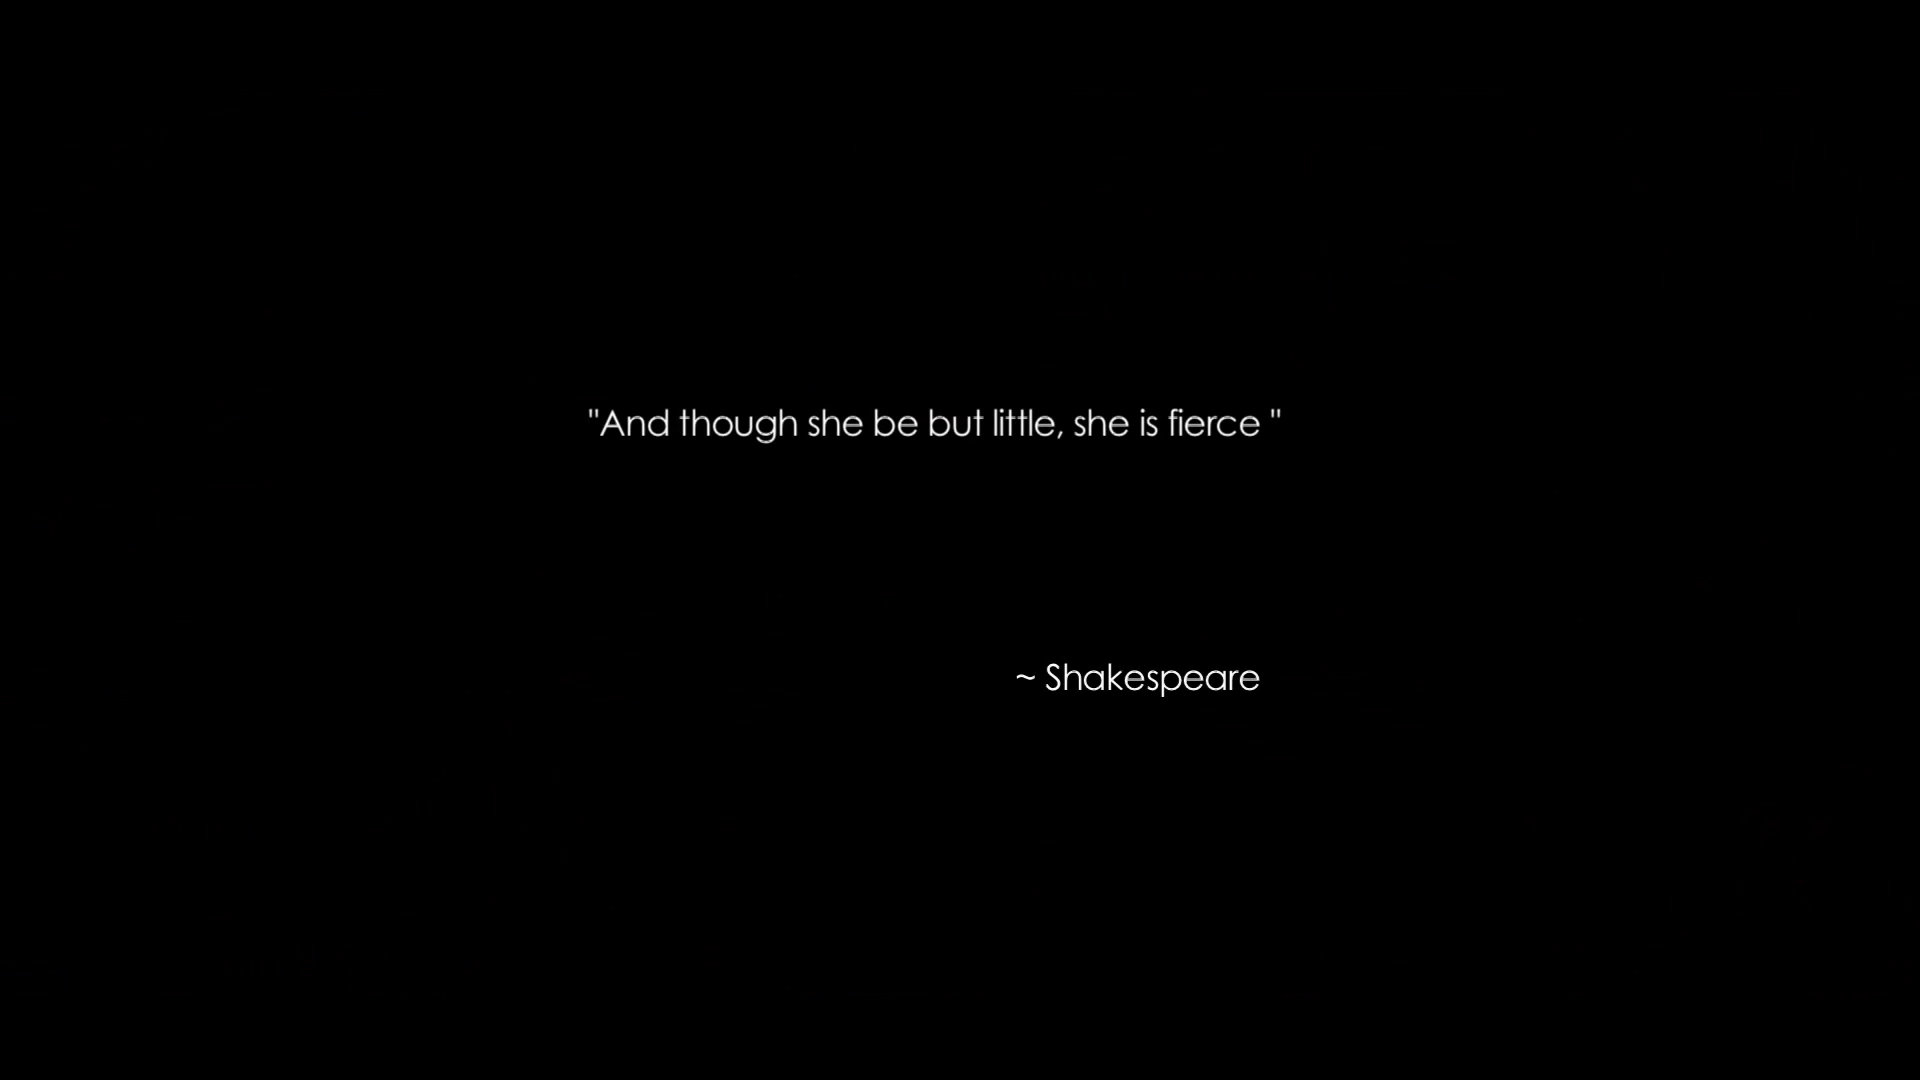 "And though she be but little, she is fierce "
~ Shakespeare